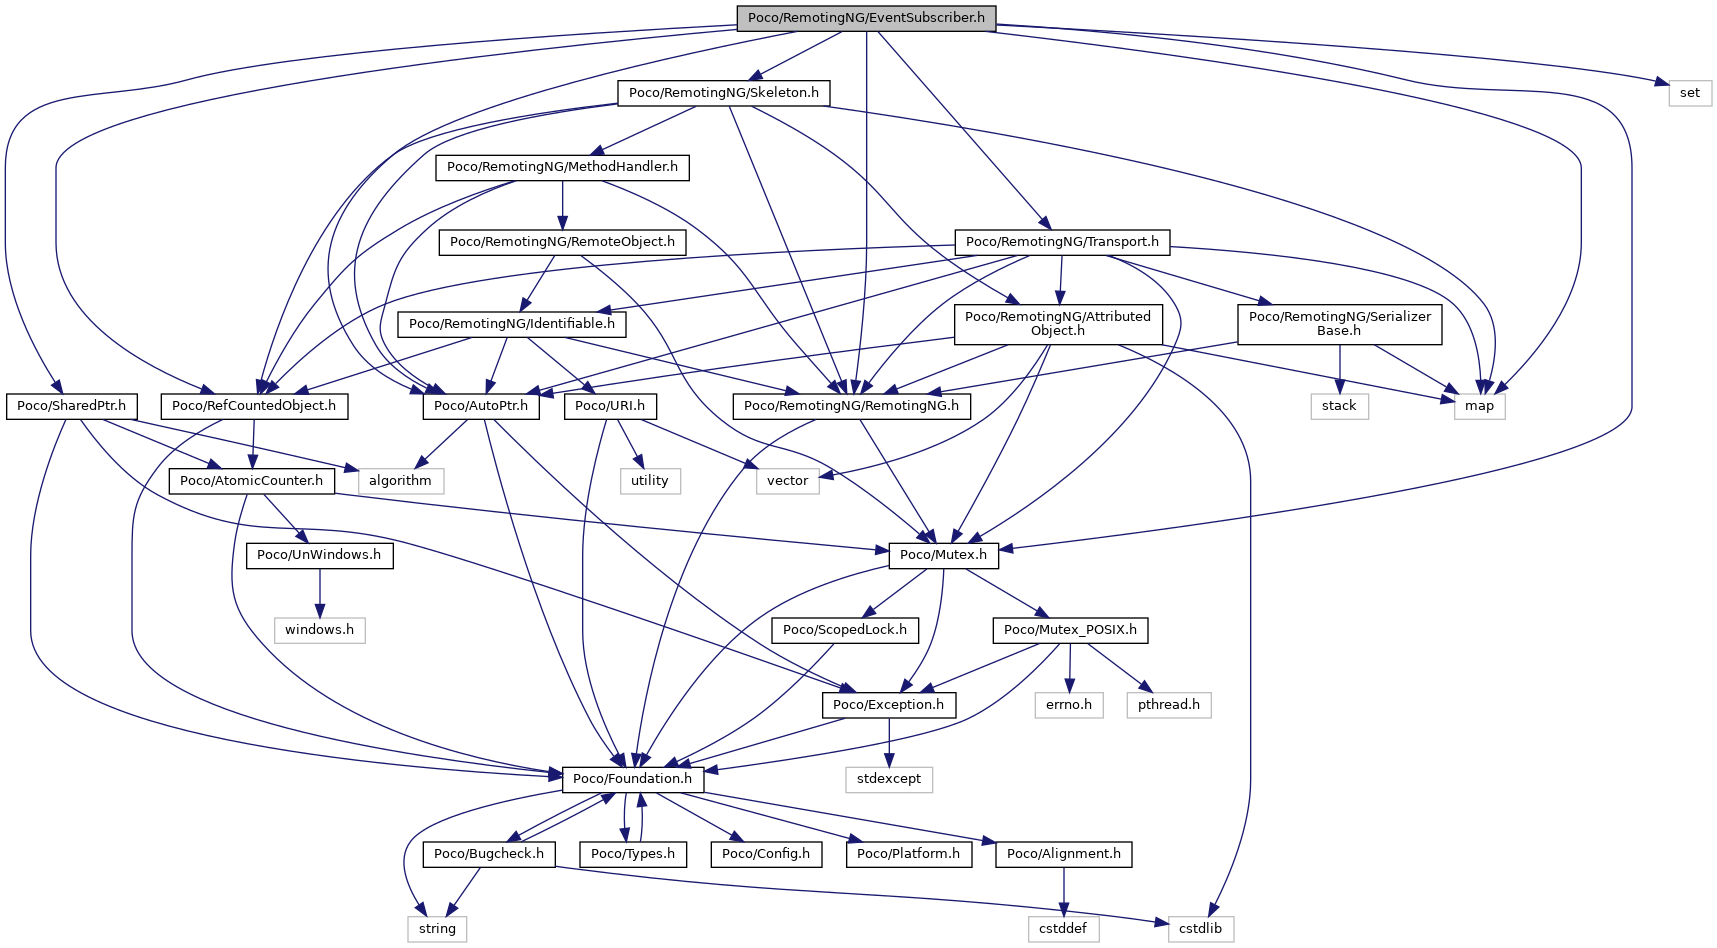 Poco/RemotingNG/EventSubscriber.h
Poco/RemotingNG/Skeleton.h
set
Poco/RemotingNG/MethodHandler.h
Poco/RemotingNG/RemoteObject.h
Poco/RemotingNG/Transport.h
Poco/RemotingNG/Identifiable.h
Poco/RemotingNG/Attributed
Object.h
Poco/RemotingNG/Serializer
Base.h
Poco/SharedPtr.h
Poco/RefCountedObject.h
Poco/AutoPtr.h
Poco/URI.h
Poco/RemotingNG/RemotingNG.h
stack
map
Poco/AtomicCounter.h
algorithm
utility
vector
Poco/UnWindows.h
Poco/Mutex.h
windows.h
Poco/ScopedLock.h
Poco/Mutex_POSIX.h
Poco/Exception.h
errno.h
pthread.h
Poco/Foundation.h
stdexcept
Poco/Bugcheck.h
Poco/Types.h
Poco/Config.h
Poco/Platform.h
Poco/Alignment.h
string
cstddef
cstdlib